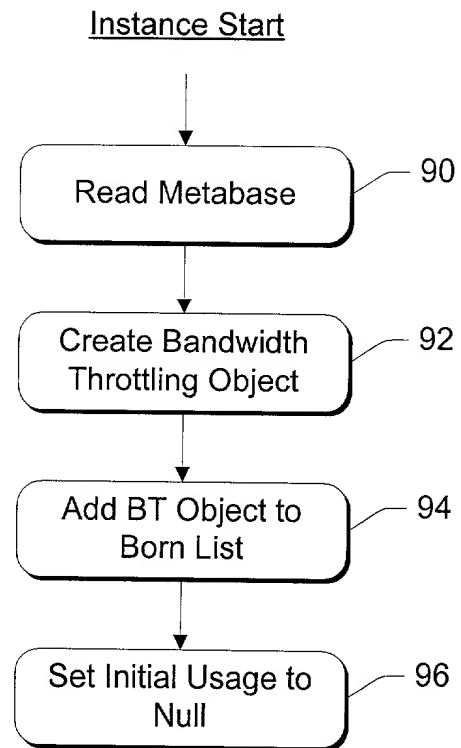 Instance Start
Read Metabase
90
Create Bandwidth
Throttling Object
92
Add BT Object to
Born List
94
Set Initial Usage to
Null
96